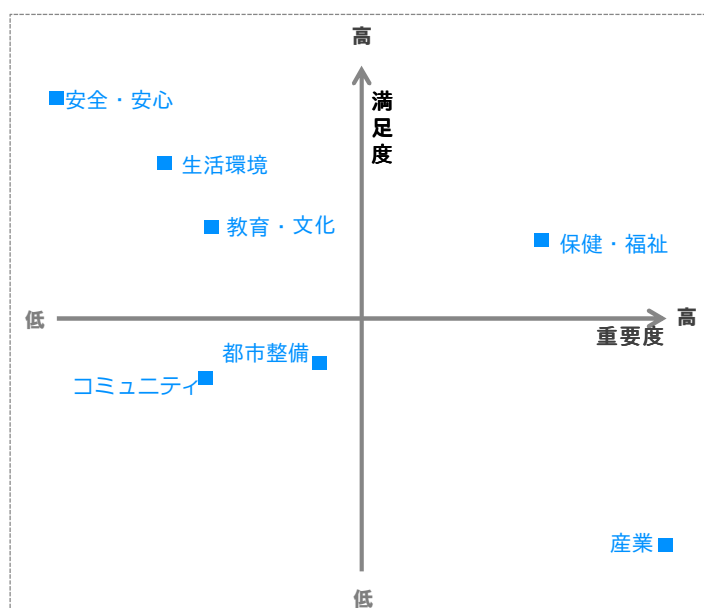 高
満足度
安全・安心
生活環境
教育・文化
保健・福祉
低
高
重要度
都市整備
コミュニティ
産業
低